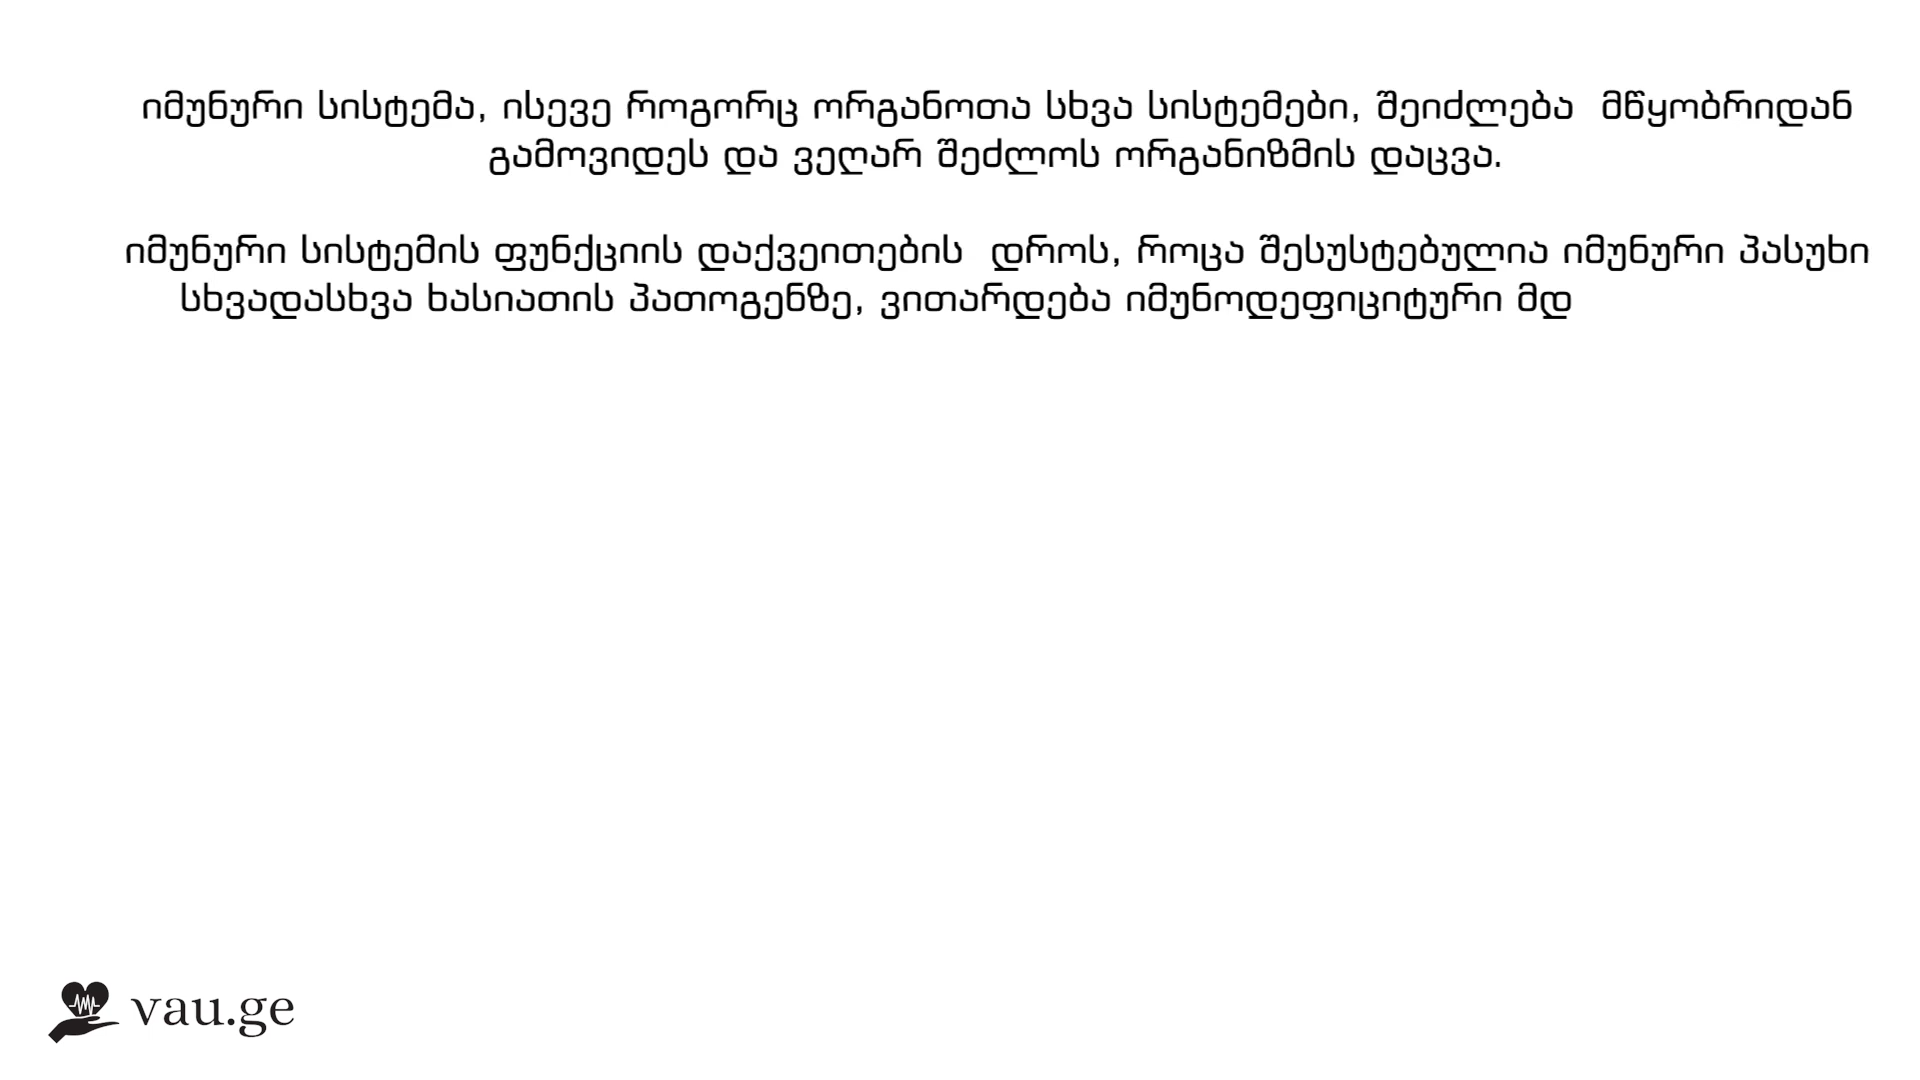 იმუნური სისტემა, ისევე როგორც ორგანოთა სხვა სისტემები, შეიძლება მწყობრიდან
გამოვიდეს და ვეღარ შეძლოს ორგანიზმის დაცვა.
იმუნური სისტემის ფუნქციის დაქვეითების დროს, როცა შესუსტებულია იმუნური პასუხი
სხვადასხვა ხასიათის პათოგენზე, ვითარდება იმუნოდეფიციტური მდ
vau.ge